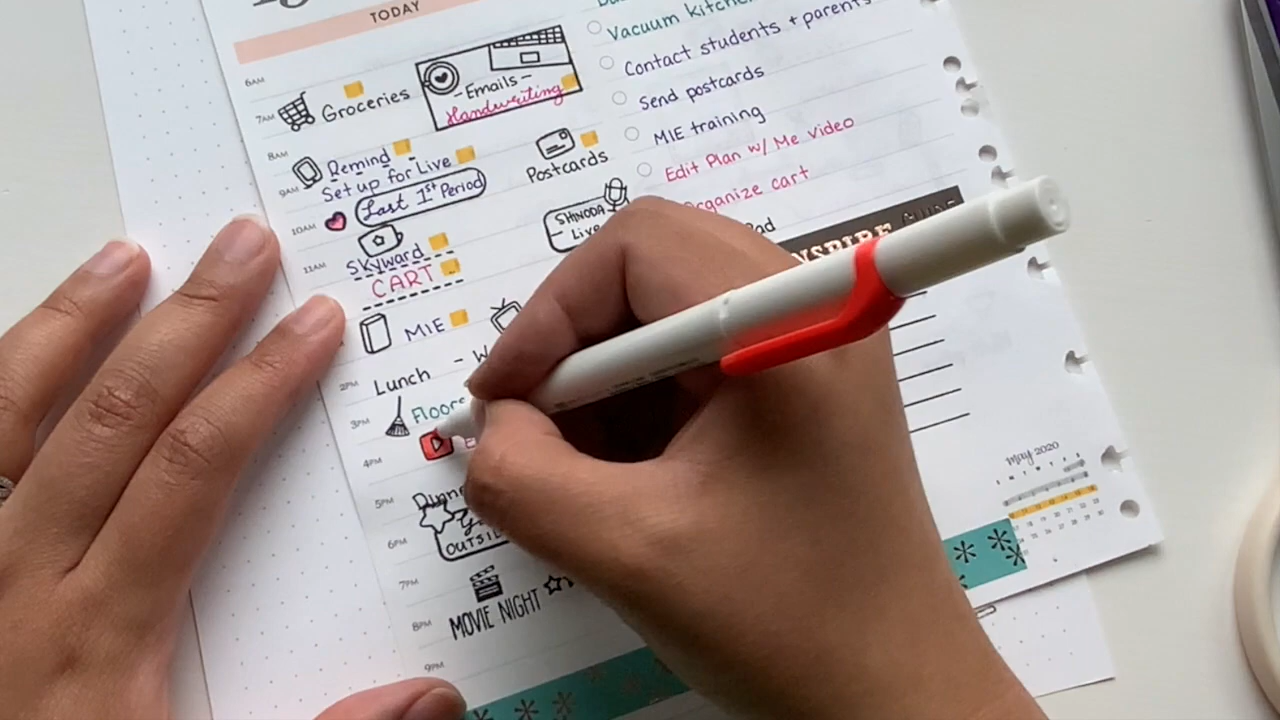 TODAY
6AM
7AM
Groceries
- Emails -
Handwriting
8AM
Remind
9AM
Set up for Live
Postcards
Last 1st Period
10AM
SHINODA
- Live
11AM
Skyward
CART
MIE
2PM
Lunch
3PM
Floors
4PM
5PM
6PM
7PM
MOVIE NIGHT
8PM
9PM
Vacuum kitchen
Contact students + parents
Send postcards
MIE training
Edit Plan w/ Me video
Organize cart
May 2020
S M T W T F S